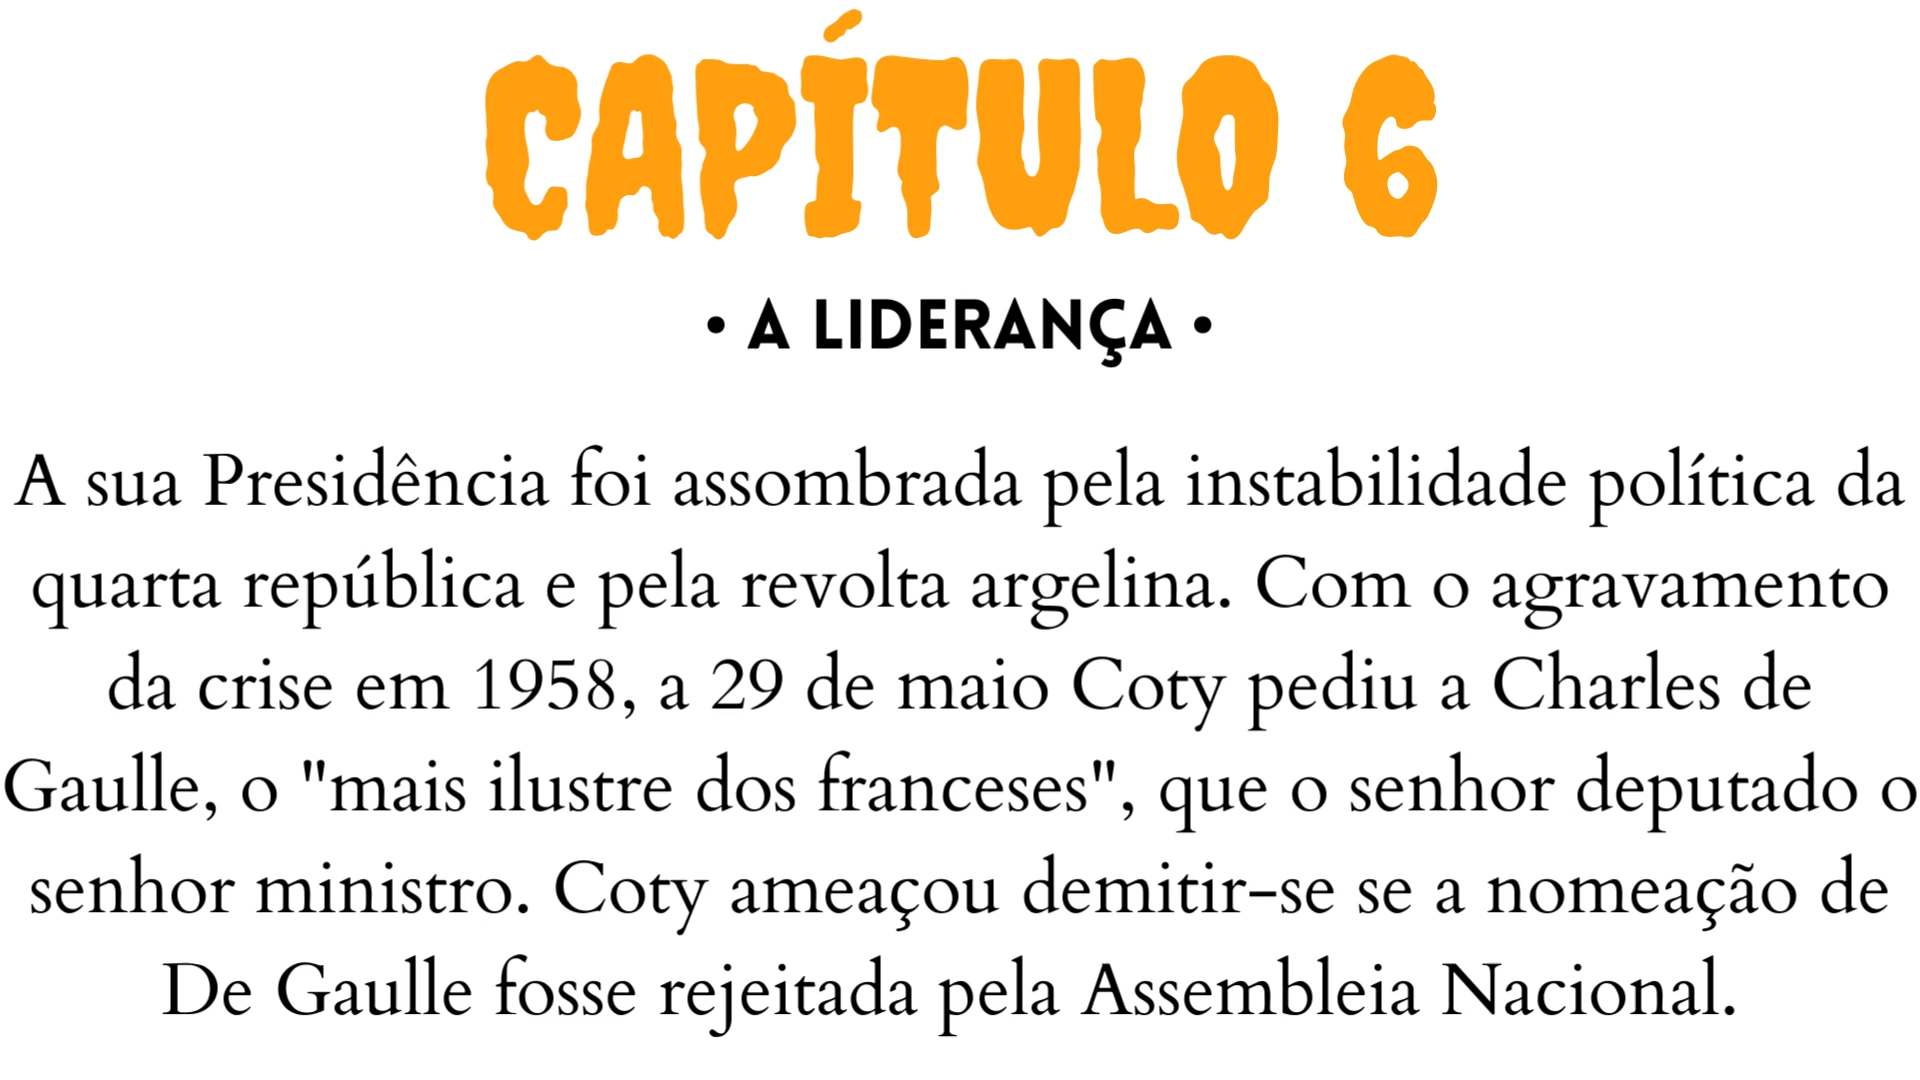 CAPÍTULO 6
• A LIDERANÇA •
A sua Presidência foi assombrada pela instabilidade política da
quarta república e pela revolta argelina. Com o agravamento
da crise em 1958, a 29 de maio Coty pediu a Charles de
Gaulle, o "mais ilustre dos franceses", que o senhor deputado o
senhor ministro. Coty ameaçou demitir-se se a nomeação de
De Gaulle fosse rejeitada pela Assembleia Nacional.